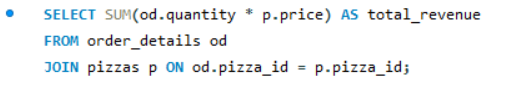 SELECT SUM(od.quantity * p.price) AS total_revenue
FROM order_details od
JOIN pizzas p ON od.pizza_id = p.pizza_id;